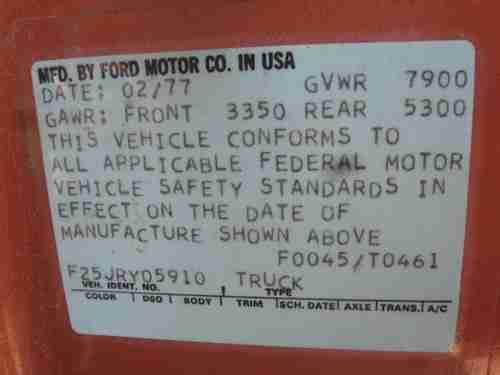 MFD. BY FORD MOTOR CO. IN USA
DATE: 02/77 GVWR 7900
GAWR: FRONT 3350 REAR 5300
THIS VEHICLE CONFORMS TO
ALL APPLICABLE FEDERAL MOTOR
VEHICLE SAFETY STANDARDS IN
EFFECT ON THE DATE OF
MANUFACTURE SHOWN ABOVE
F0045/T0461
F25JRY05910 TRUCK
VEH. IDENT. NO. TYPE
COLOR DSO BODY TRIM SCH. DATE AXLE TRANS. A/C